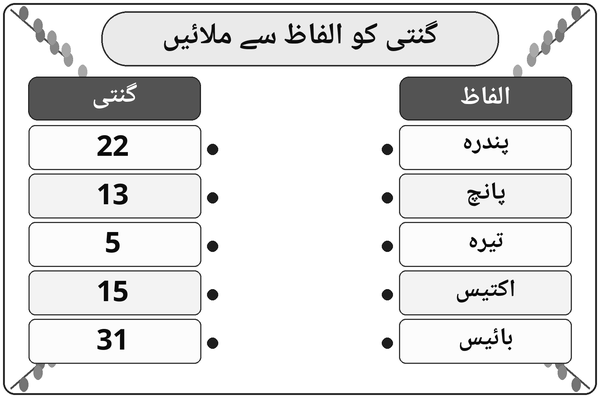 گنتی کو الفاظ سے ملائیں
الفاظ
گنتی
پندرہ
22
پانچ
13
تیرہ
5
اکتیس
15
بائیس
31